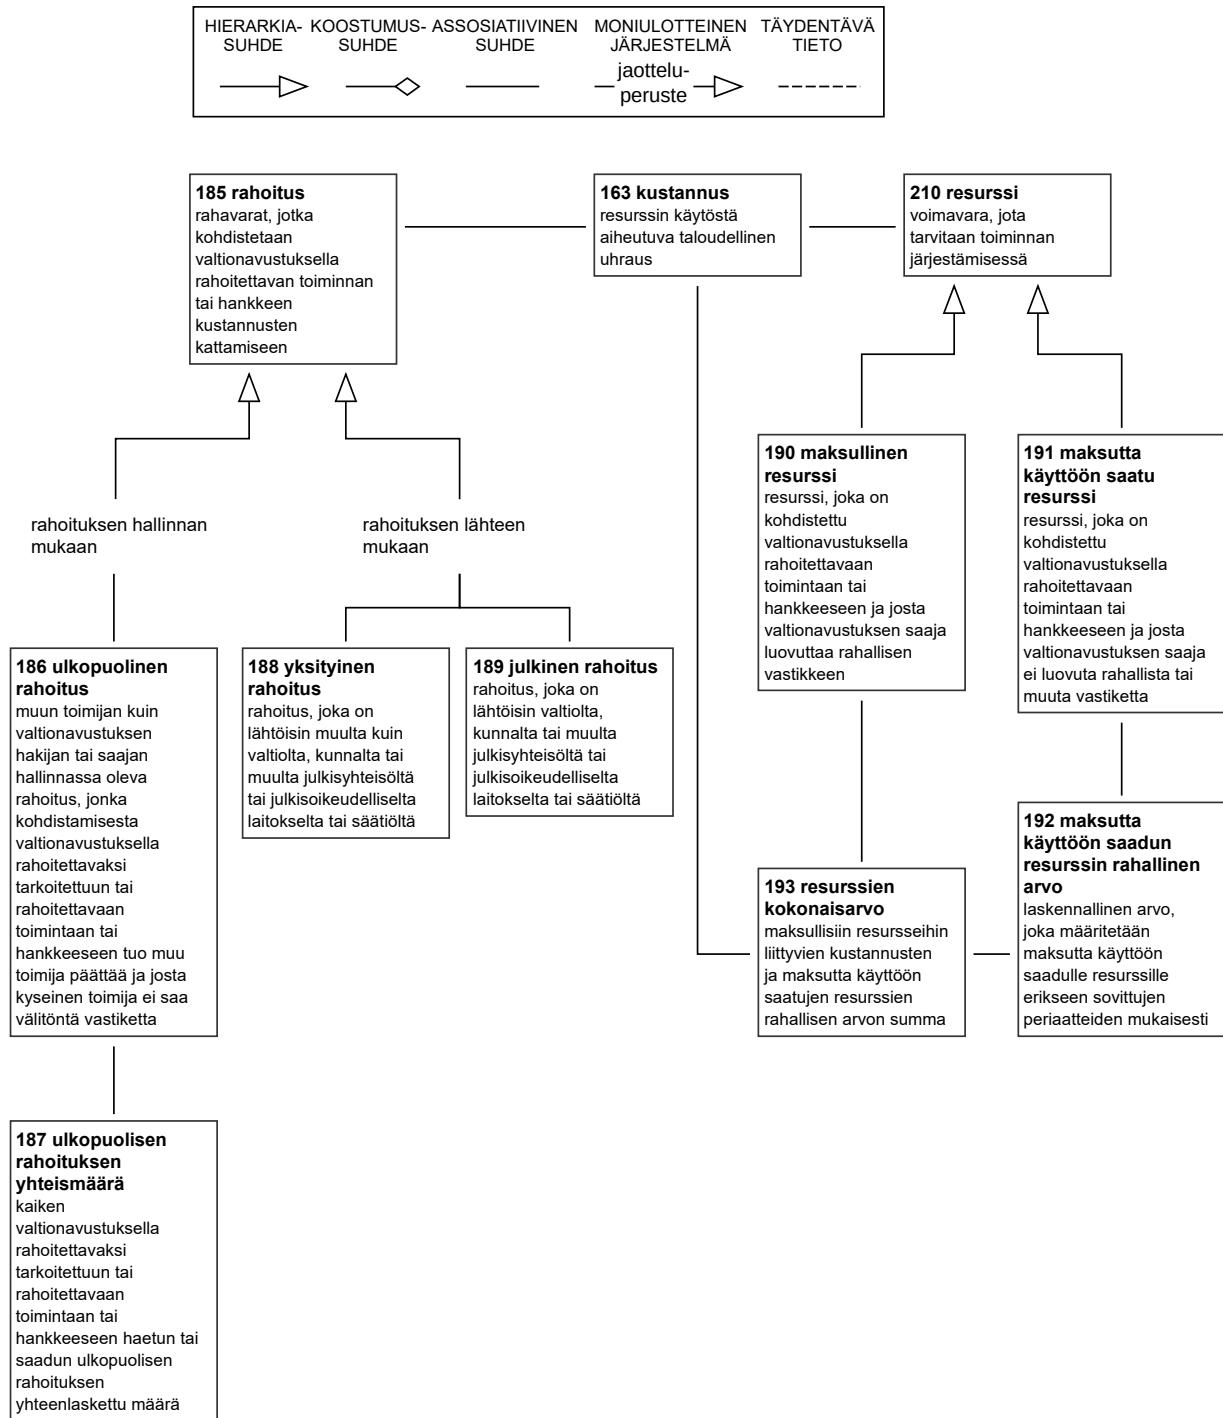 HIERARKIA-
SUHDE
KOOSTUMUS-
SUHDE
ASSOSIATIIVINEN
SUHDE
MONIULOTTEINEN
JÄRJESTELMÄ
jaottelu-
peruste
TÄYDENTÄVÄ
TIETO
185 rahoitus
rahavarat, jotka
kohdistetaan
valtionavustuksella
rahoitettavan toiminnan
tai hankkeen
kustannusten
kattamiseen
163 kustannus
resurssin käytöstä
aiheutuva taloudellinen
uhraus
210 resurssi
voimavara, jota
tarvitaan toiminnan
järjestämisessä
rahoituksen hallinnan
mukaan
rahoituksen lähteen
mukaan
190 maksullinen
resurssi
resurssi, joka on
kohdistettu
valtionavustuksella
rahoitettavaan
toimintaan tai
hankkeeseen ja josta
valtionavustuksen saaja
luovuttaa rahallisen
vastikkeen
191 maksutta
käyttöön saatu
resurssi
resurssi, joka on
kohdistettu
valtionavustuksella
rahoitettavaan
toimintaan tai
hankkeeseen ja josta
valtionavustuksen saaja
ei luovuta rahallista tai
muuta vastiketta
186 ulkopuolinen
rahoitus
muun toimijan kuin
valtionavustuksen
hakijan tai saajan
hallinnassa oleva
rahoitus, jonka
kohdistamisesta
valtionavustuksella
rahoitettavaksi
tarkoitettuun tai
rahoitettavaan
toimintaan tai
hankkeeseen tuo muu
toimija päättää ja josta
kyseinen toimija ei saa
välitöntä vastiketta
188 yksityinen
rahoitus
rahoitus, joka on
lähtöisin muulta kuin
valtiolta, kunnalta tai
muulta julkisyhteisöltä
tai julkisoikeudelliselta
laitokselta tai säätiöltä
189 julkinen rahoitus
rahoitus, joka on
lähtöisin valtiolta,
kunnalta tai muulta
julkisyhteisöltä tai
julkisoikeudelliselta
laitokselta tai säätiöltä
193 resurssien
kokonaisarvo
maksullisiin resursseihin
liittyvien kustannusten
ja maksutta käyttöön
saatujen resurssien
rahallisen arvon summa
192 maksutta
käyttöön saadun
resurssin rahallinen
arvo
laskennallinen arvo,
joka määritetään
maksutta käyttöön
saadulle resurssille
erikseen sovittujen
periaatteiden mukaisesti
187 ulkopuolisen
rahoituksen
yhteismäärä
kaiken
valtionavustuksella
rahoitettavaksi
tarkoitettuun tai
rahoitettavaan
toimintaan tai
hankkeeseen haetun tai
saadun ulkopuolisen
rahoituksen
yhteenlaskettu määrä